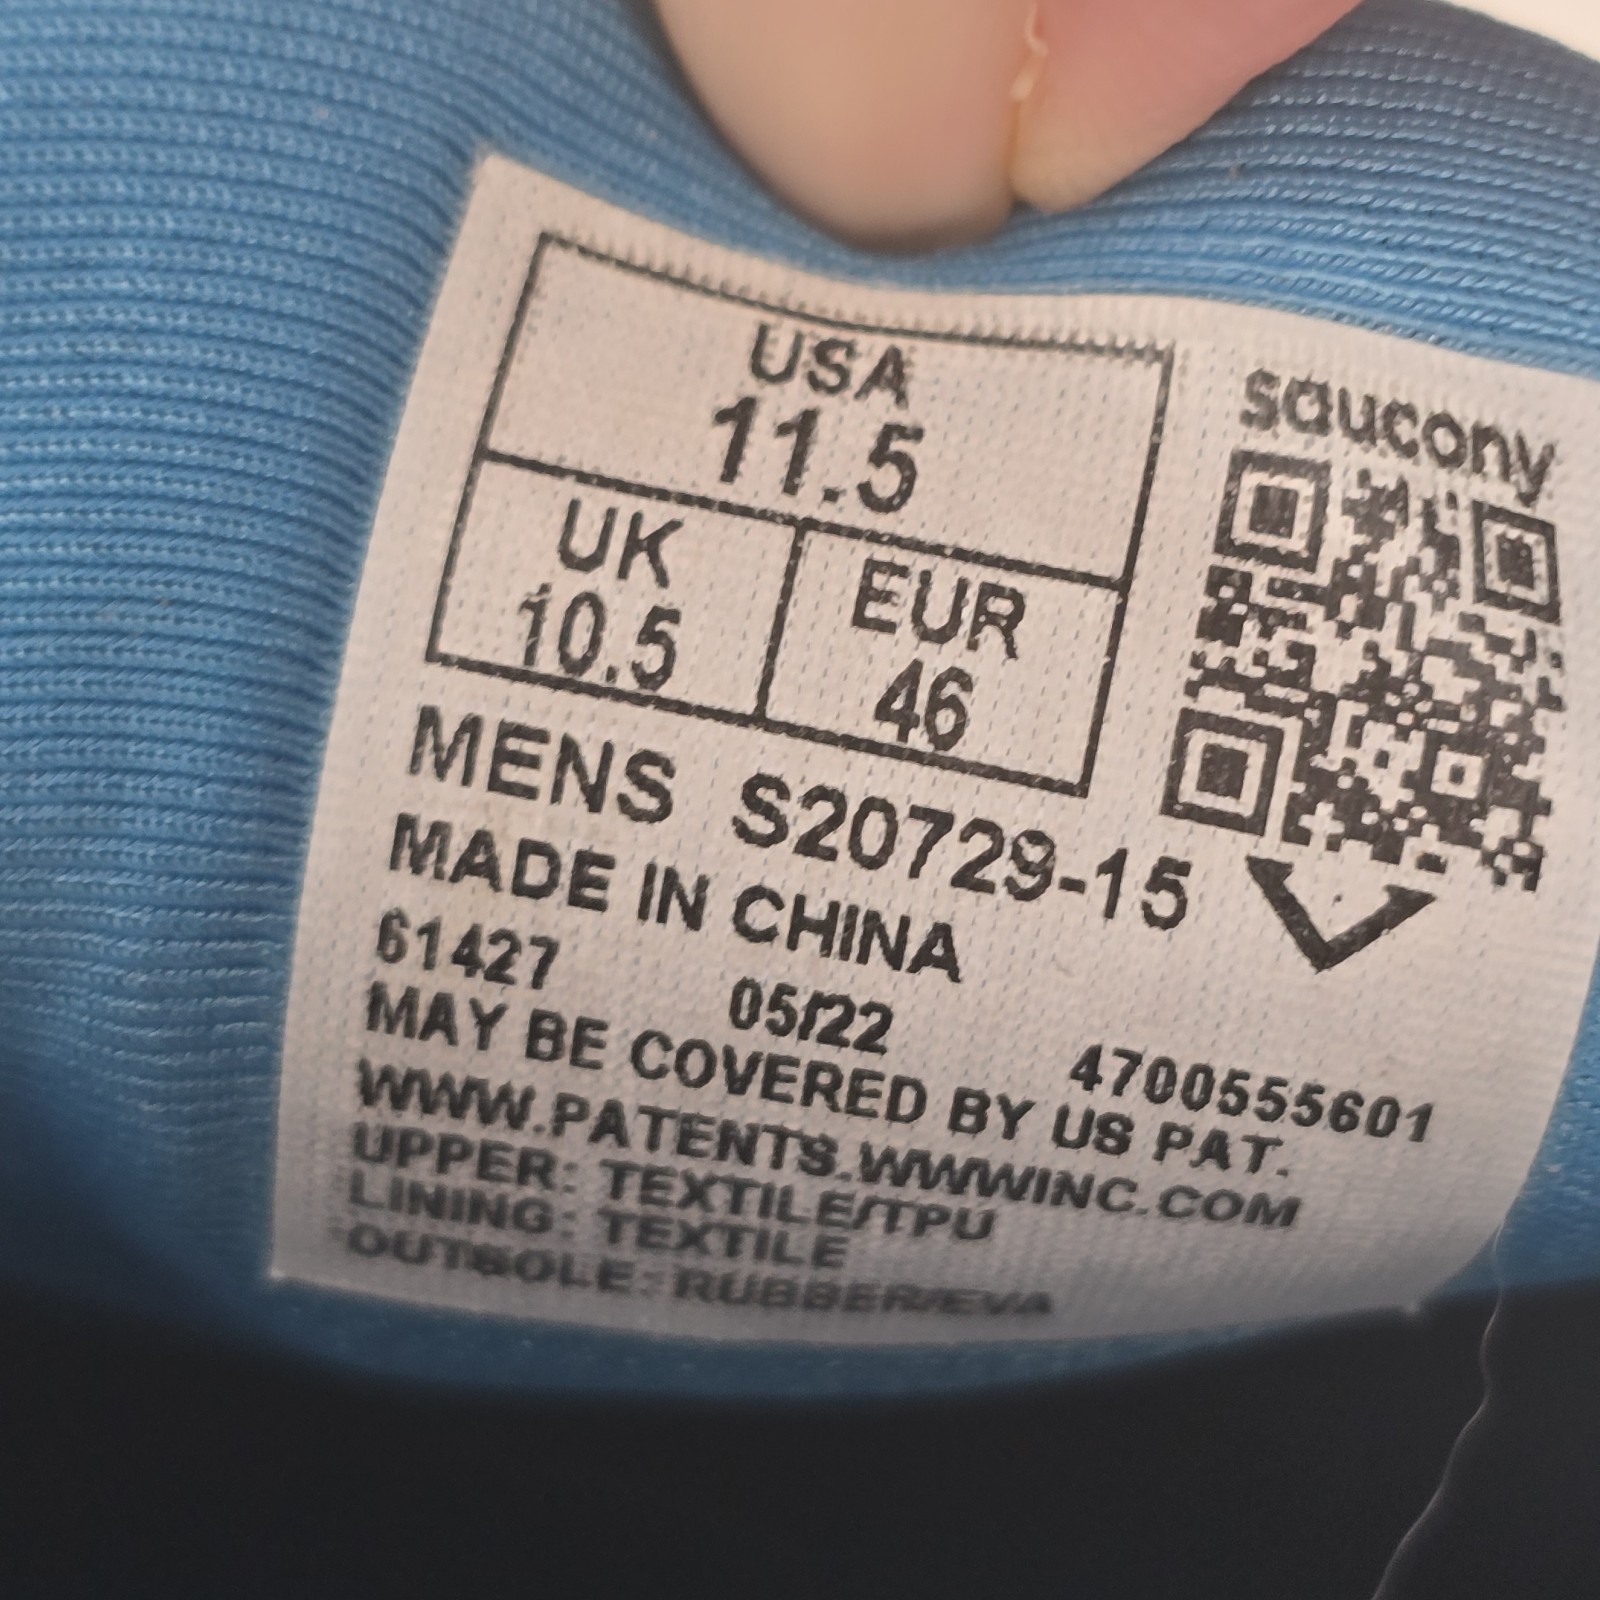 USA
11.5
UK
10.5
EUR
46
saucony
MENS S20729-15
MADE IN CHINA
61427 05/22 4700555601
MAY BE COVERED BY US PAT.
WWW.PATENTS.WWWINC.COM
UPPER: TEXTILE/TPU
LINING: TEXTILE
OUTSOLE: RUBBER/EVA